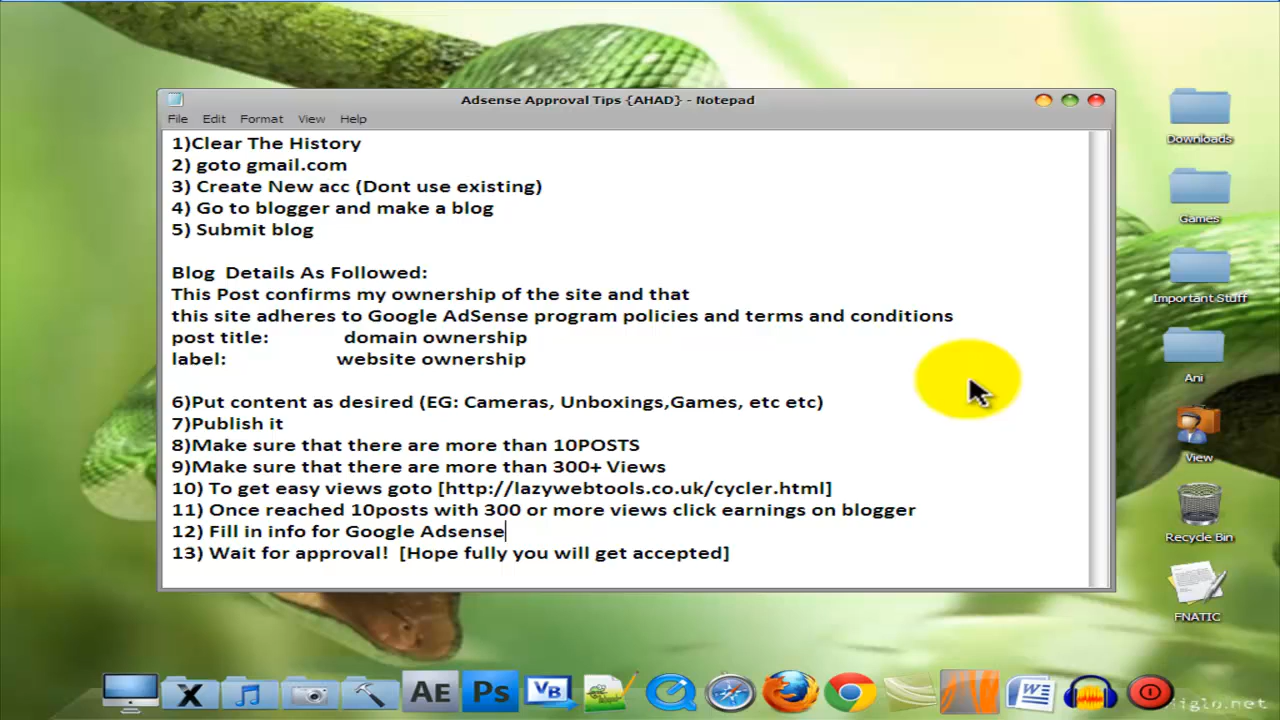 Adsense Approval Tips {AHAD} - Notepad
File Edit Format View Help
1)Clear The History
2) goto gmail.com
3) Create New acc (Dont use existing)
4) Go to blogger and make a blog
5) Submit blog
Blog Details As Followed:
This Post confirms my ownership of the site and that
this site adheres to Google AdSense program policies and terms and conditions
post title: domain ownership
label: website ownership
6)Put content as desired (EG: Cameras, Unboxings,Games, etc etc)
7)Publish it
8)Make sure that there are more than 10POSTS
9)Make sure that there are more than 300+ Views
10) To get easy views goto [http://lazywebtools.co.uk/cycler.html]
11) Once reached 10posts with 300 or more views click earnings on blogger
12) Fill in info for Google Adsense
13) Wait for approval! [Hope fully you will get accepted]
Downloads
Games
Important Stuff
Ani
View
Recycle Bin
FNATIC
X
AE
Ps
VB
W